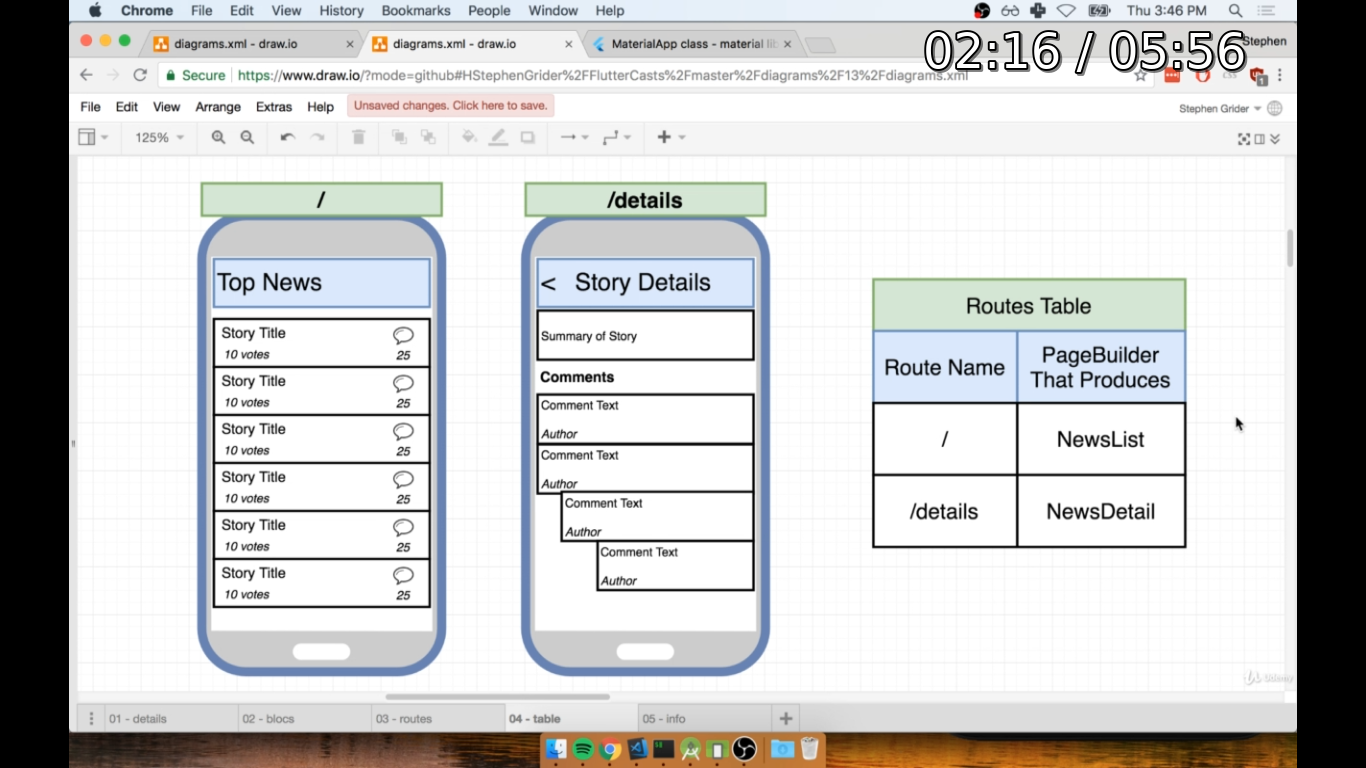 Chrome File Edit View History Bookmarks People Window Help Thu 3:46 PM
diagrams.xml - draw.io diagrams.xml - draw.io MaterialApp class - material Stephen
02:16 / 05:56
Secure https://www.draw.io/?mode=github#HStephenGrider%2FFlutterCasts%2Fmaster%2Fdiagrams%2F13%2Fdiagrams.xml
File Edit View Arrange Extras Help Unsaved changes. Click here to save. Stephen Grider
125%
/
/details
Top News
Story Title
10 votes 25
Story Title
10 votes 25
Story Title
10 votes 25
Story Title
10 votes 25
Story Title
10 votes 25
Story Title
10 votes 25
< Story Details
Summary of Story
Comments
Comment Text
Author
Comment Text
Author
Comment Text
Author
Comment Text
Author
Routes Table
Route Name
PageBuilder
That Produces
/ NewsList
/details NewsDetail
Udemy
01 - details 02 - blocs 03 - routes 04 - table 05 - info